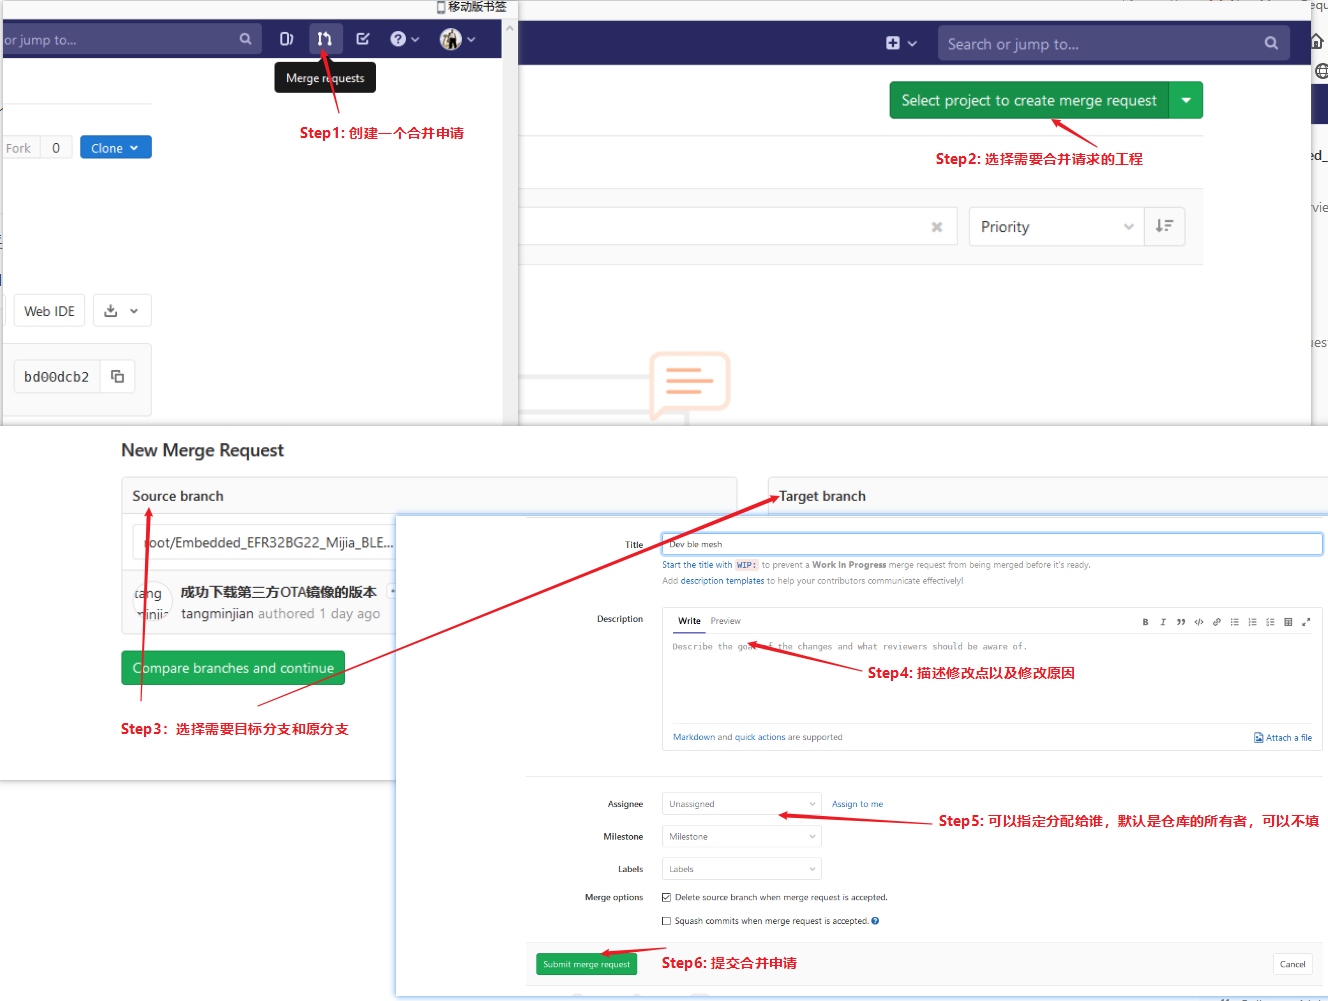 移动版书签
or jump to...
Merge requests
Step1: 创建一个合并申请
Fork 0 Clone
Web IDE
bd00dcb2
Search or jump to...
Select project to create merge request
Step2: 选择需要合并请求的工程
Priority
New Merge Request
Source branch
Target branch
root/Embedded_EFR32BG22_Mijia_BLE...
成功下载第三方OTA镜像的版本
tangminjian authored 1 day ago
Compare branches and continue
Step3: 选择需要目标分支和原分支
Title
Dev ble mesh
Start the title with WIP: to prevent a Work In Progress merge request from being merged before it's ready.
Add description templates to help your contributors communicate effectively!
Description
Write Preview
Describe the goal of the changes and what reviewers should be aware of.
Step4: 描述修改点以及修改原因
Markdown and quick actions are supported
Attach a file
Assignee
Unassigned
Assign to me
Step5: 可以指定分配给谁，默认是仓库的所有者，可以不填
Milestone
Milestone
Labels
Labels
Merge options
Delete source branch when merge request is accepted.
Squash commits when merge request is accepted.
Submit merge request
Step6: 提交合并申请
Cancel